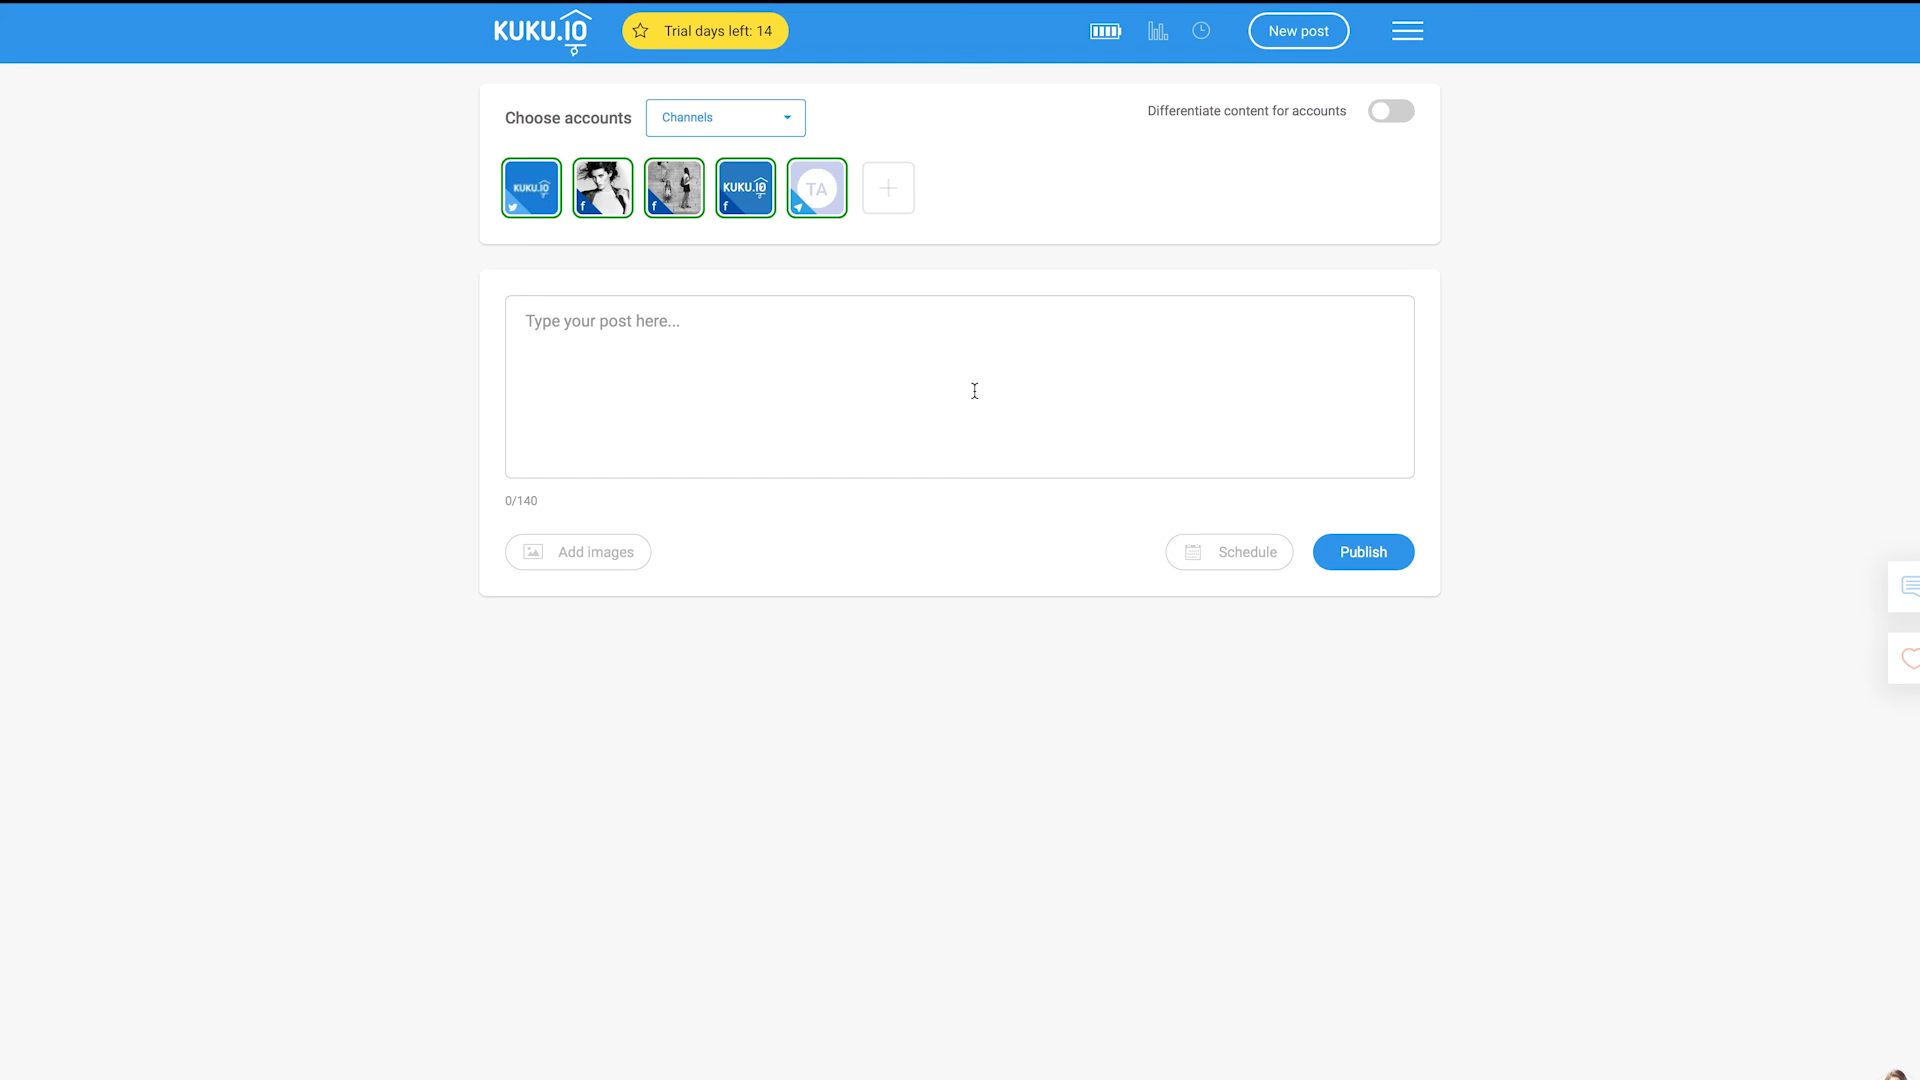 KUKU.IO
Trial days left: 14
New post
Choose accounts
Channels
Differentiate content for accounts
KUKU.IO
f
f
KUKU.IO
f
TA
Type your post here...
0/140
Add images
Schedule
Publish